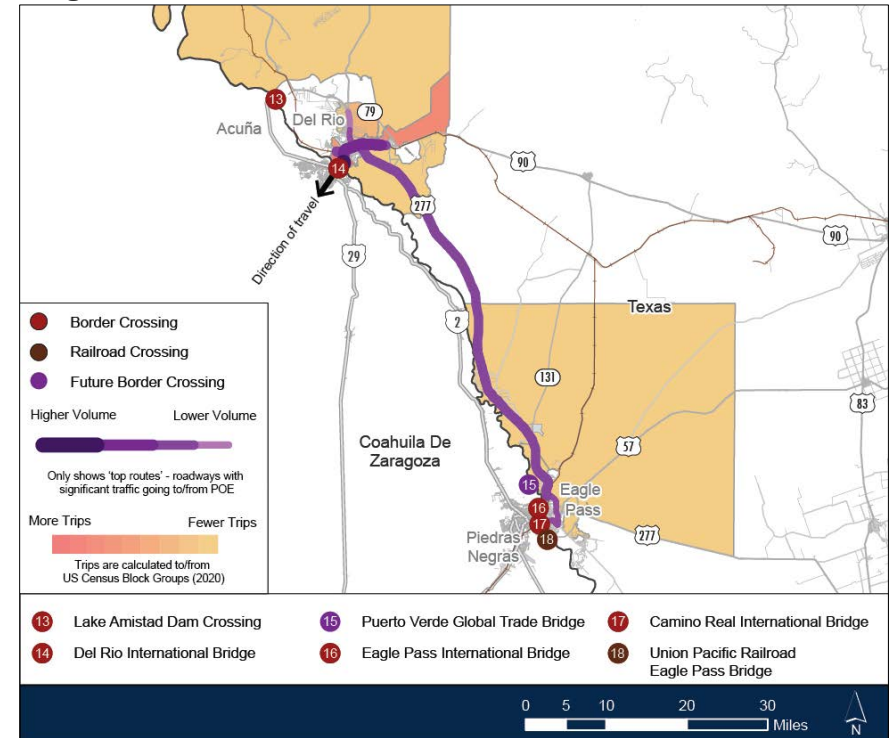 13
Acuña
Del Rio
79
14
Direction of travel
277
90
90
29
2
Texas
131
83
57
Coahuila De
Zaragoza
15
Eagle
Pass
16
17
18
Piedras
Negras
277
Border Crossing
Railroad Crossing
Future Border Crossing
Higher Volume Lower Volume
Only shows 'top routes' - roadways with
significant traffic going to/from POE
More Trips Fewer Trips
Trips are calculated to/from
US Census Block Groups (2020)
13 Lake Amistad Dam Crossing
14 Del Rio International Bridge
15 Puerto Verde Global Trade Bridge
16 Eagle Pass International Bridge
17 Camino Real International Bridge
18 Union Pacific Railroad
Eagle Pass Bridge
0 5 10 20 30
Miles
N